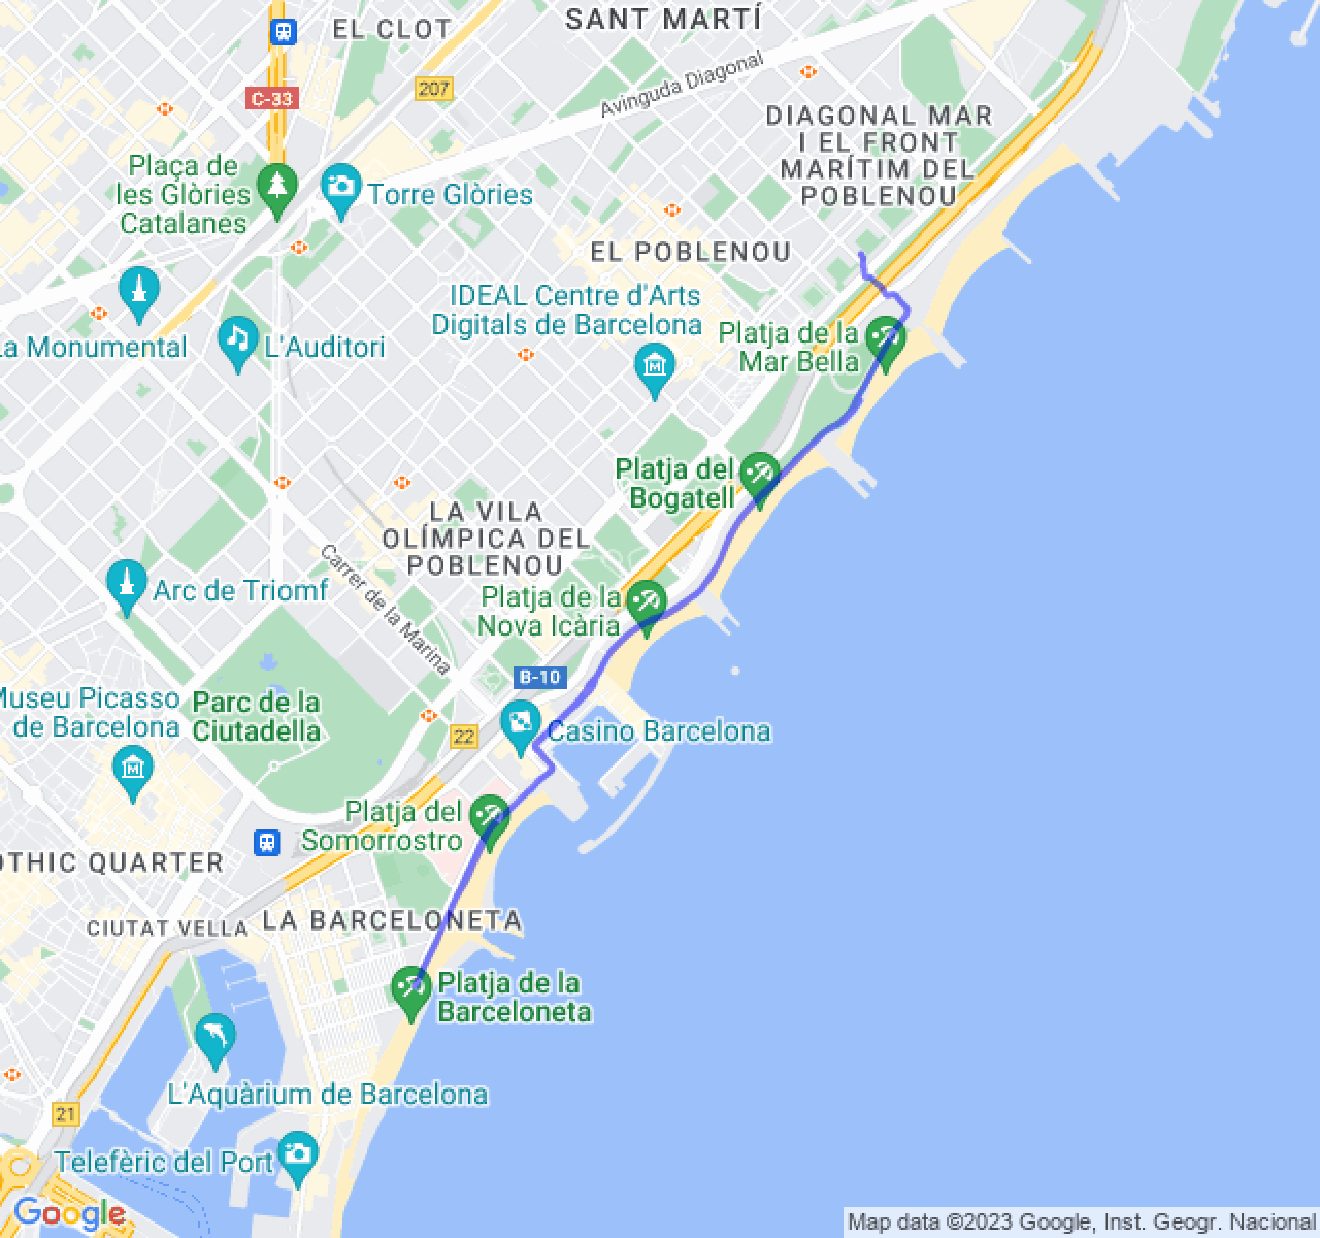 SANT MARTÍ
EL CLOT
207
Avinguda Diagonal
C-33
DIAGONAL MAR
I EL FRONT
MARÍTIM DEL
POBLENOU
Plaça de
les Glòries
Catalanes
Torre Glòries
EL POBLENOU
IDEAL Centre d'Arts
Digitals de Barcelona
Platja de la
Mar Bella
La Monumental
L'Auditori
Platja del
Bogatell
LA VILA
OLÍMPICA DEL
POBLENOU
Carrer de la Marina
Arc de Triomf
Platja de la
Nova Icària
B-10
Museu Picasso
de Barcelona
Parc de la
Ciutadella
22
Casino Barcelona
Platja del
Somorrostro
OTHIC QUARTER
CIUTAT VELLA
LA BARCELONETA
Platja de la
Barceloneta
L'Aquàrium de Barcelona
21
Telefèric del Port
Google
Map data ©2023 Google, Inst. Geogr. Nacional